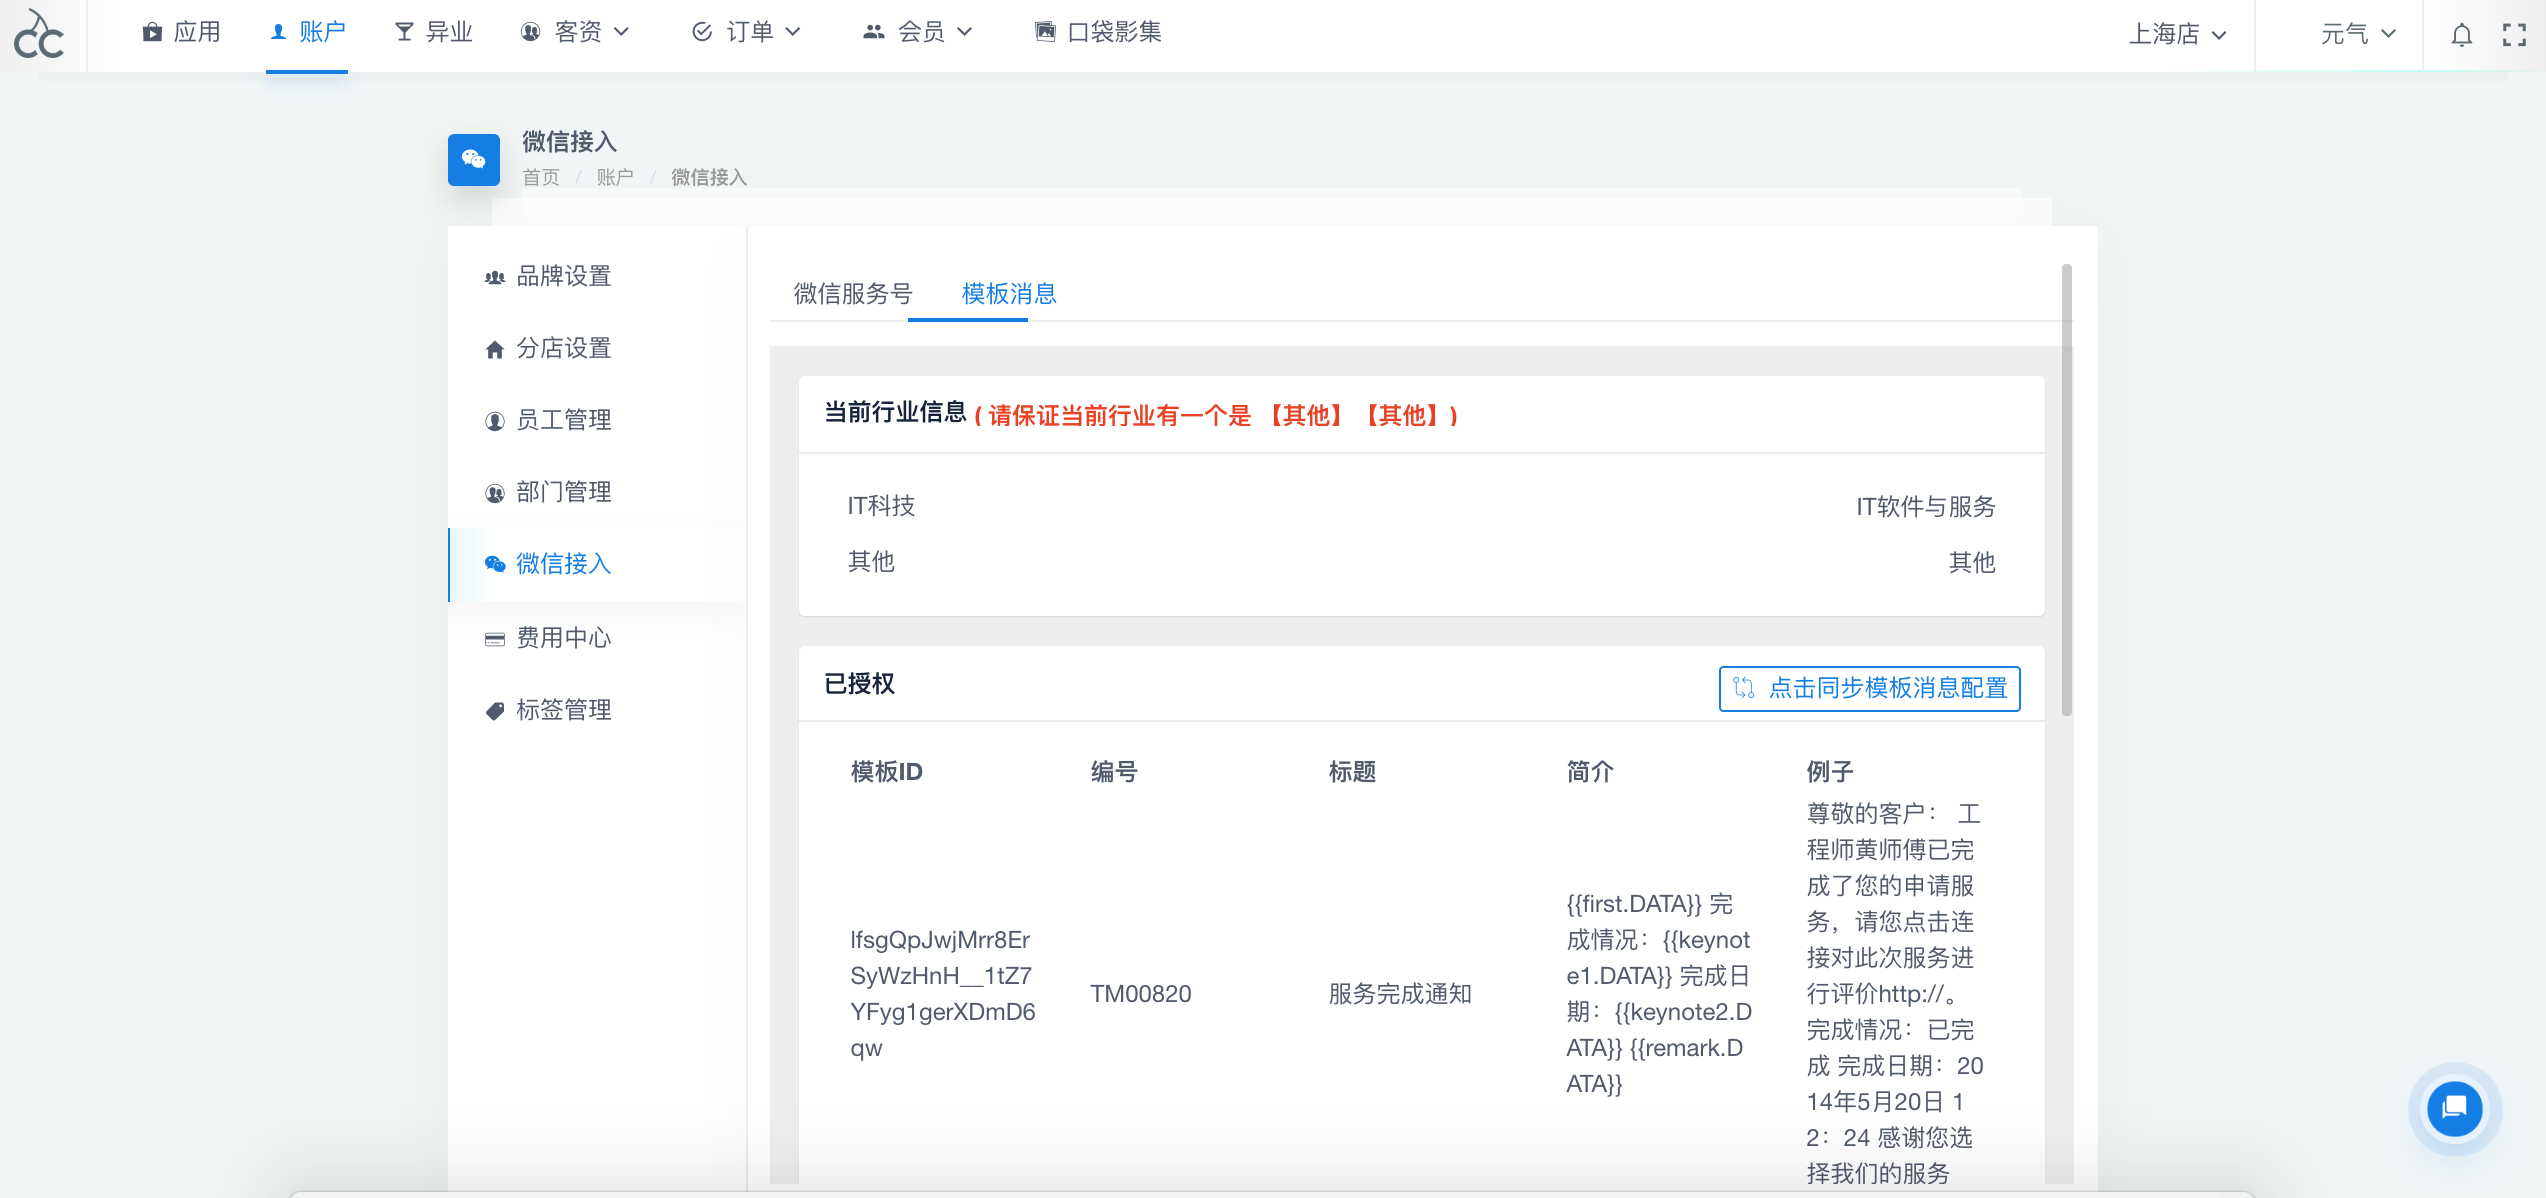 应用
账户
异业
客资
订单
会员
口袋影集
上海店
元气
微信接入
首页 / 账户 / 微信接入
品牌设置
分店设置
员工管理
部门管理
微信接入
费用中心
标签管理
微信服务号
模板消息
当前行业信息 ( 请保证当前行业有一个是 【其他】【其他】)
IT科技
IT软件与服务
其他
其他
已授权
点击同步模板消息配置
模板ID
编号
标题
简介
例子
lfsgQpJwjMrr8Er
SyWzHnH__1tZ7
YFyg1gerXDmD6
qw
TM00820
服务完成通知
{{first.DATA}} 完
成情况：{{keynot
e1.DATA}} 完成日
期：{{keynote2.D
ATA}} {{remark.D
ATA}}
尊敬的客户： 工
程师黄师傅已完
成了您的申请服
务，请您点击连
接对此次服务进
行评价http://。
完成情况：已完
成 完成日期：20
14年5月20日 1
2：24 感谢您选
择我们的服务